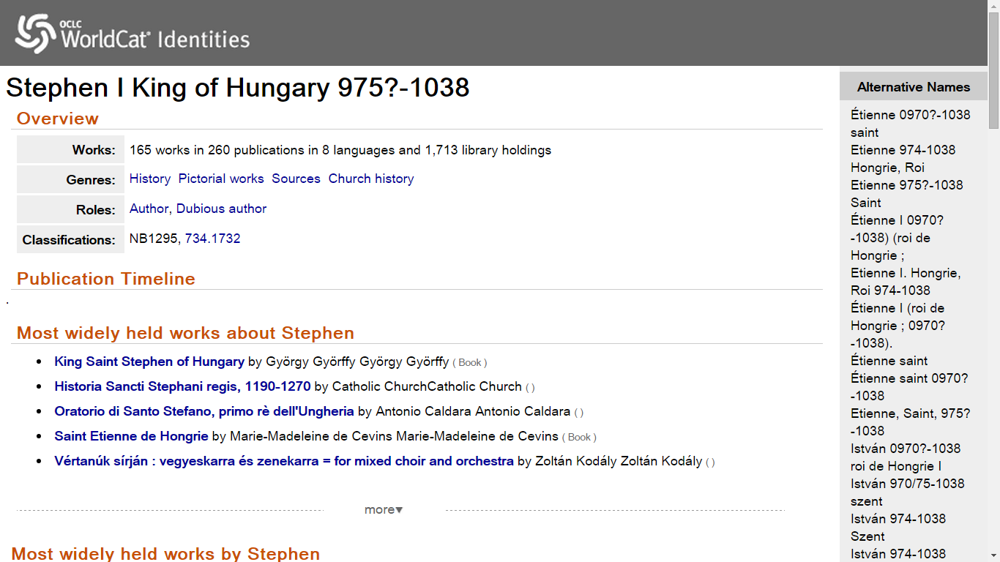 OCLC
WorldCat® Identities
Stephen I King of Hungary 975?-1038
Overview
Works: 165 works in 260 publications in 8 languages and 1,713 library holdings
Genres: History Pictorial works Sources Church history
Roles: Author, Dubious author
Classifications: NB1295, 734.1732
Publication Timeline
.
Most widely held works about Stephen
• King Saint Stephen of Hungary by György Györffy György Györffy ( Book )
• Historia Sancti Stephani regis, 1190-1270 by Catholic ChurchCatholic Church ( )
• Oratorio di Santo Stefano, primo rè dell'Ungheria by Antonio Caldara Antonio Caldara ( )
• Saint Etienne de Hongrie by Marie-Madeleine de Cevins Marie-Madeleine de Cevins ( Book )
• Vértanúk sírján : vegyeskarra és zenekarra = for mixed choir and orchestra by Zoltán Kodály Zoltán Kodály ( )
more▼
Most widely held works by Stephen
Alternative Names
Étienne 0970?-1038
saint
Etienne 974-1038
Hongrie, Roi
Etienne 975?-1038
Saint
Étienne I 0970?
-1038) (roi de
Hongrie ;
Etienne I. Hongrie,
Roi 974-1038
Étienne I (roi de
Hongrie ; 0970?
-1038).
Étienne saint
Étienne saint 0970?
-1038
Etienne, Saint, 975?
-1038
István 0970?-1038
roi de Hongrie I
István 970/75-1038
szent
István 974-1038
Szent
István 974-1038